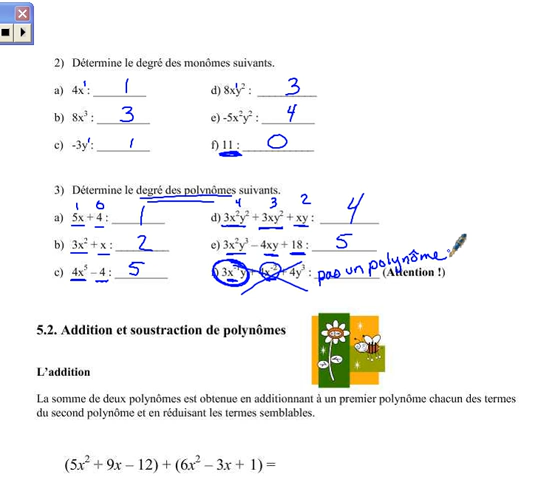 2) Détermine le degré des monômes suivants.
a) 4x¹ : 1 d) 8x¹y² : 3
b) 8x³ : 3 e) -5x²y² : 4
c) -3y¹ : 1 f) 11 : 0
3) Détermine le degré des polynômes suivants.
1 0 4 3 2
a) 5x + 4 : 1 d) 3x²y² + 3xy² + xy : 4
b) 3x² + x : 2 e) 3x²y³ – 4xy + 18 : 5
c) 4x⁵ – 4 : 5 4y³ : pas un polynôme. (Attention !)
5.2. Addition et soustraction de polynômes
L'addition
La somme de deux polynômes est obtenue en additionnant à un premier polynôme chacun des termes
du second polynôme et en réduisant les termes semblables.
(5x² + 9x – 12) + (6x² – 3x + 1) =